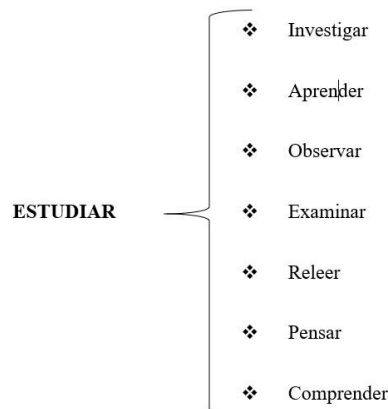 Investigar
Aprender
Observar
ESTUDIAR
Examinar
Releer
Pensar
Comprender